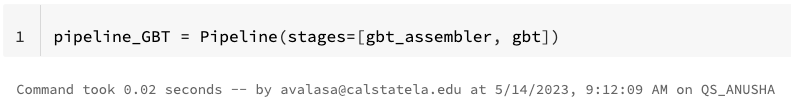 1 pipeline_GBT = Pipeline(stages=[gbt_assembler, gbt])
Command took 0.02 seconds -- by avalasa@calstatela.edu at 5/14/2023, 9:12:09 AM on QS_ANUSHA